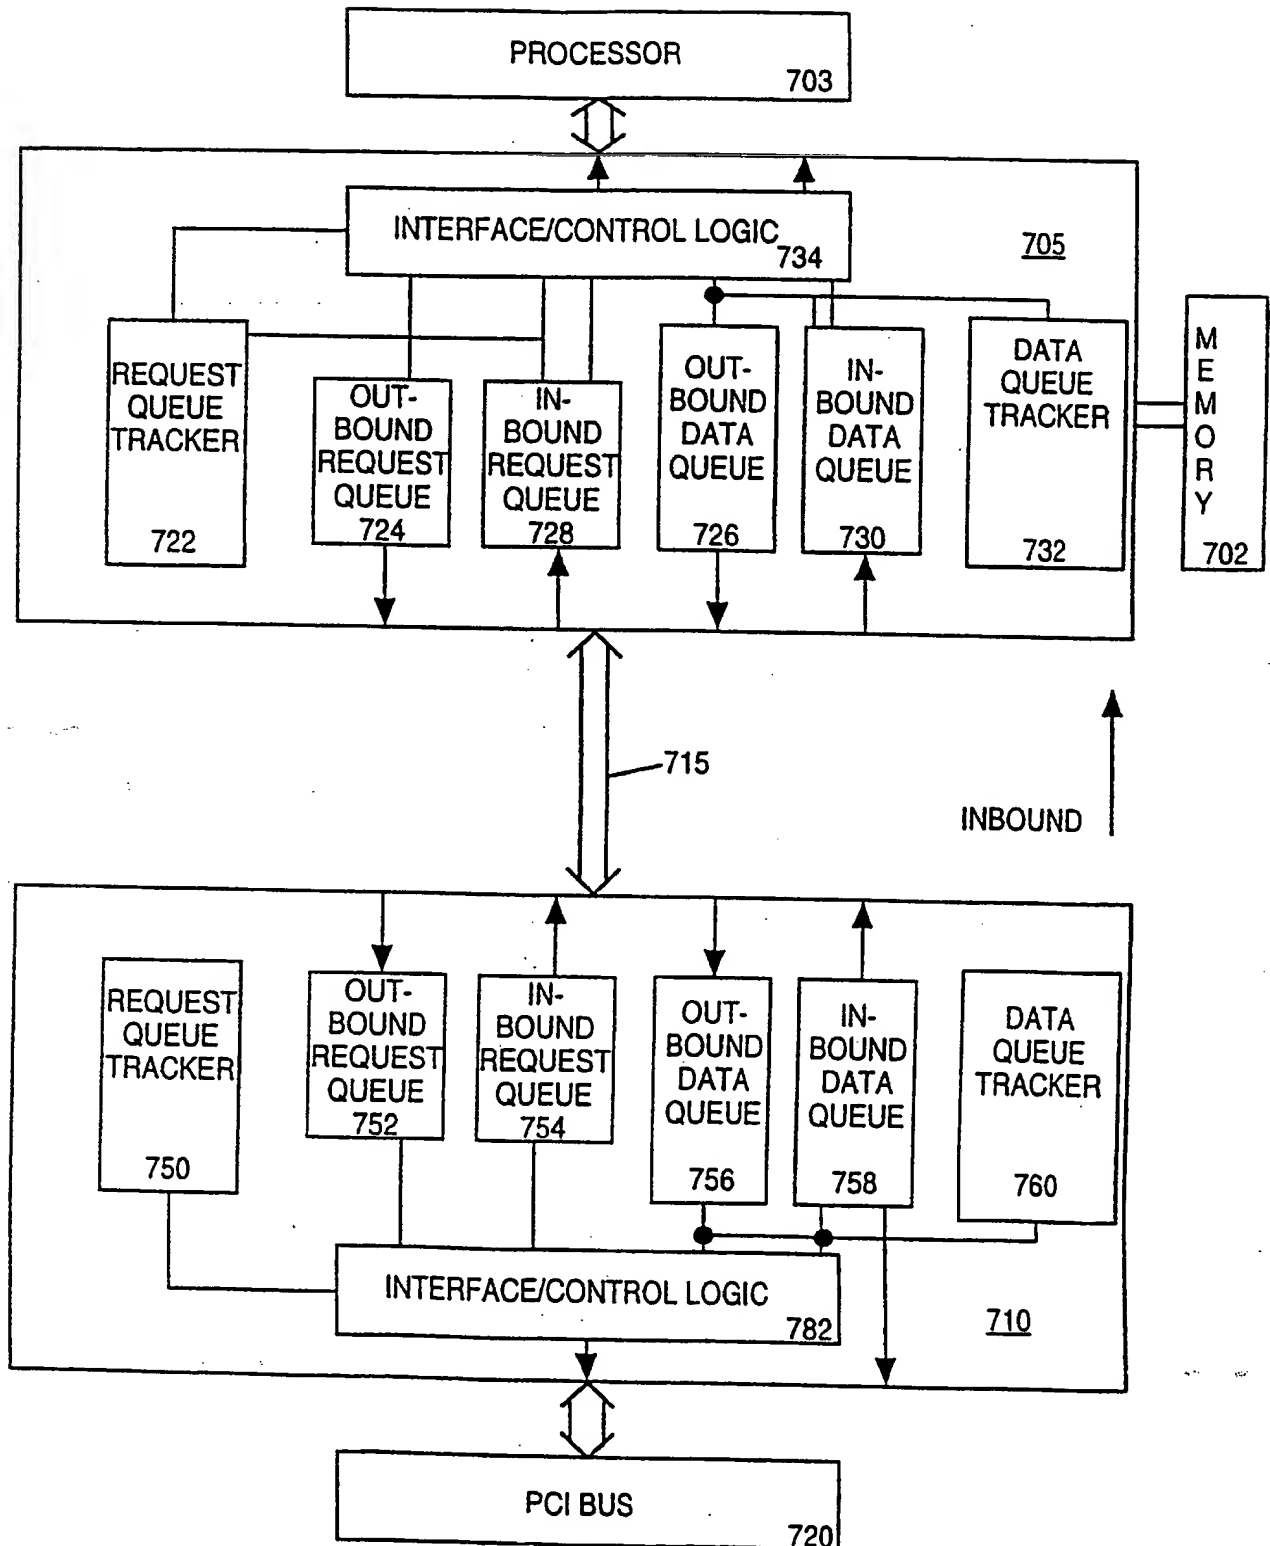 PROCESSOR
703
INTERFACE/CONTROL LOGIC
734
705
REQUEST
QUEUE
TRACKER
722
OUT-
BOUND
REQUEST
QUEUE
724
IN-
BOUND
REQUEST
QUEUE
728
OUT-
BOUND
DATA
QUEUE
726
IN-
BOUND
DATA
QUEUE
730
DATA
QUEUE
TRACKER
732
M
E
M
O
R
Y
702
715
INBOUND
REQUEST
QUEUE
TRACKER
750
OUT-
BOUND
REQUEST
QUEUE
752
IN-
BOUND
REQUEST
QUEUE
754
OUT-
BOUND
DATA
QUEUE
756
IN-
BOUND
DATA
QUEUE
758
DATA
QUEUE
TRACKER
760
INTERFACE/CONTROL LOGIC
782
710
PCI BUS
720